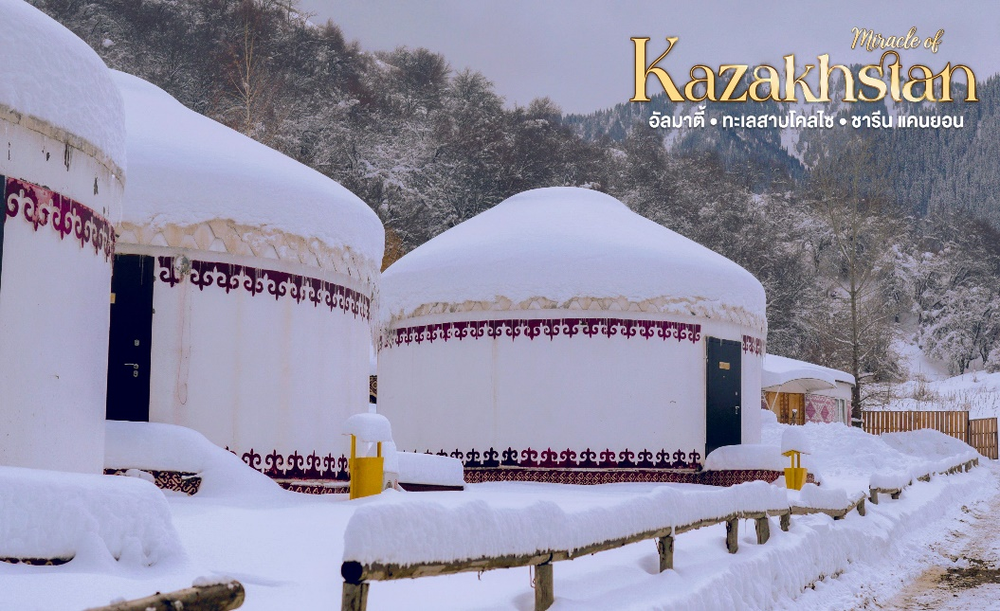 Miracle of
Kazakhstan
อัลมาตี้ • ทะเลสาบโคลไซ • ชารีน แคนยอน